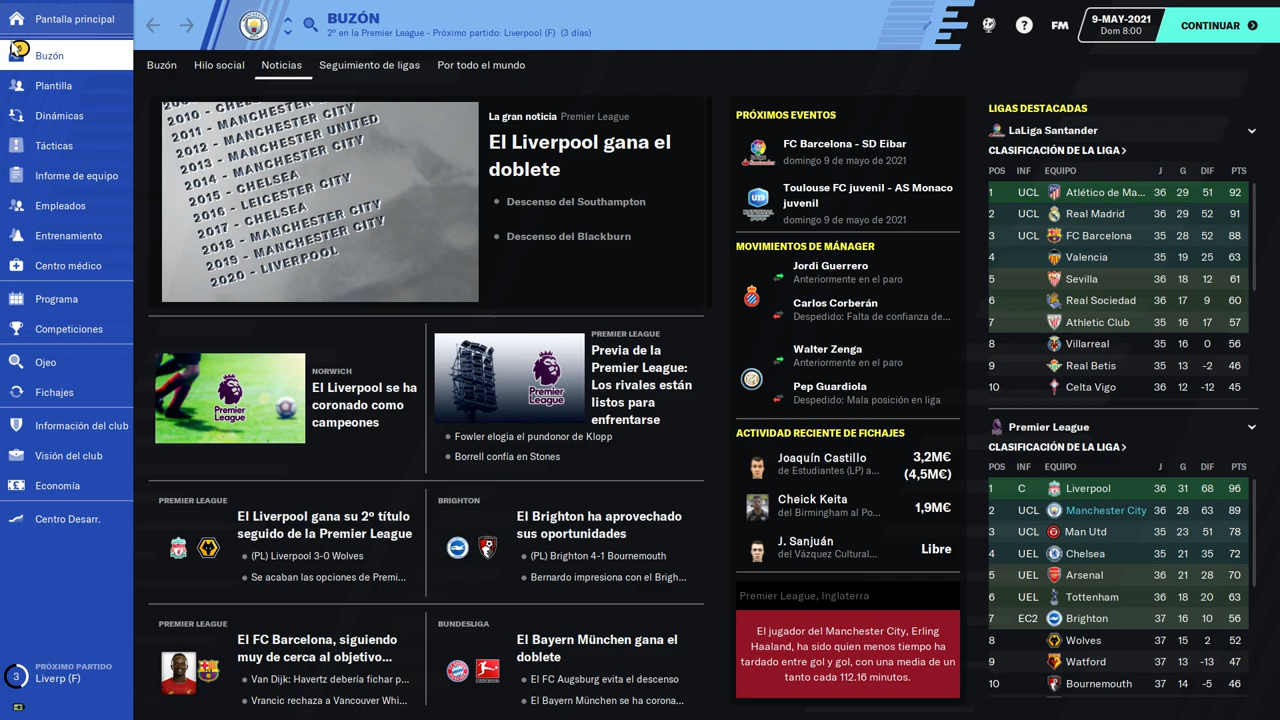 Pantalla principal
Buzón
Plantilla
Dinámicas
Tácticas
Informe de equipo
Empleados
Entrenamiento
Centro médico
Programa
Competiciones
Ojeo
Fichajes
Información del club
Visión del club
Economía
Centro Desarr.
PRÓXIMO PARTIDO
3
Liverp (F)
BUZÓN
2º en la Premier League - Próximo partido: Liverpool (F) (3 días)
?
FM
9-MAY-2021
Dom 8:00
CONTINUAR
Buzón
Hilo social
Noticias
Seguimiento de ligas
Por todo el mundo
2010 - CHELSEA
2011 - MANCHESTER CITY
2012 - MANCHESTER UNITED
2013 - MANCHESTER CITY
2014 - MANCHESTER CITY
2015 - CHELSEA
2016 - LEICESTER CITY
2017 - CHELSEA
2018 - MANCHESTER CITY
2019 - MANCHESTER CITY
2020 - LIVERPOOL
La gran noticia Premier League
El Liverpool gana el
doblete
Descenso del Southampton
Descenso del Blackburn
Premier
League
NORWICH
El Liverpool se ha
coronado como
campeones
Premier
League
PREMIER LEAGUE
Previa de la
Premier League:
Los rivales están
listos para
enfrentarse
Fowler elogia el pundonor de Klopp
Borrell confía en Stones
PREMIER LEAGUE
El Liverpool gana su 2º título
seguido de la Premier League
(PL) Liverpool 3-0 Wolves
Se acaban las opciones de Premi...
BRIGHTON
El Brighton ha aprovechado
sus oportunidades
(PL) Brighton 4-1 Bournemouth
Bernardo impresiona con el Brigh...
PREMIER LEAGUE
El FC Barcelona, siguiendo
muy de cerca al objetivo...
Van Dijk: Havertz debería fichar p...
Vrancic rechaza a Vancouver Whi...
BUNDESLIGA
El Bayern München gana el
doblete
El FC Augsburg evita el descenso
El Bayern München se ha corona...
PRÓXIMOS EVENTOS
FC Barcelona - SD Eibar
domingo 9 de mayo de 2021
U19
NATIONAL
Toulouse FC juvenil - AS Monaco
juvenil
domingo 9 de mayo de 2021
MOVIMIENTOS DE MÁNAGER
Jordi Guerrero
Anteriormente en el paro
Carlos Corberán
Despedido: Falta de confianza de...
Walter Zenga
Anteriormente en el paro
Pep Guardiola
Despedido: Mala posición en liga
ACTIVIDAD RECIENTE DE FICHAJES
Joaquín Castillo
de Estudiantes (LP) a...
3,2M€
(4,5M€)
Cheick Keita
del Birmingham al Po...
1,9M€
J. Sanjuán
del Vázquez Cultural...
Libre
Premier League, Inglaterra
El jugador del Manchester City, Erling
Haaland, ha sido quien menos tiempo ha
tardado entre gol y gol, con una media de un
tanto cada 112.16 minutos.
LIGAS DESTACADAS
LaLiga Santander
CLASIFICACIÓN DE LA LIGA
POS INF EQUIPO J G DIF PTS
1 UCL Atlético de Ma... 36 29 51 92
2 UCL Real Madrid 36 29 52 91
3 UCL FC Barcelona 35 28 52 88
4 Valencia 35 19 25 63
5 Sevilla 36 18 12 61
6 Real Sociedad 36 17 9 60
7 Athletic Club 35 16 17 57
8 Villarreal 35 16 0 56
9 Real Betis 35 13 -2 45
10 Celta Vigo 36 12 -12 45
Premier League
CLASIFICACIÓN DE LA LIGA
POS INF EQUIPO J G DIF PTS
1 C Liverpool 36 31 68 96
2 UCL Manchester City 36 28 63 89
3 UCL Man Utd 35 23 51 78
4 UEL Chelsea 35 21 35 72
5 UEL Arsenal 36 21 28 70
6 UEL Tottenham 36 18 20 63
7 EC2 Brighton 37 16 10 56
8 Wolves 37 15 2 52
9 Watford 37 13 -13 47
10 Bournemouth 37 14 -5 46